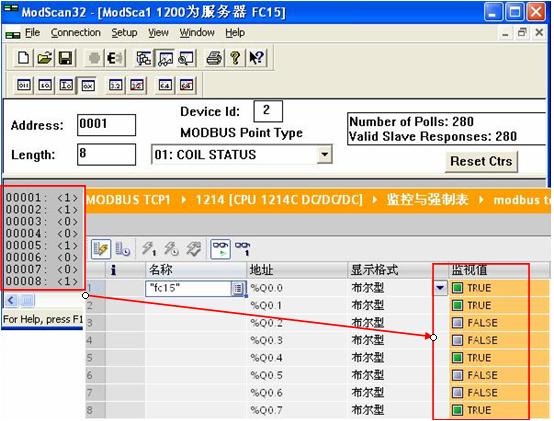 ModScan32 - [ModSca1 1200为服务器 FC15]
File Connection Setup View Window Help
Address: 0001
Device Id: 2
MODBUS Point Type
Length: 8
01: COIL STATUS
Number of Polls: 280
Valid Slave Responses: 280
Reset Ctrs
00001: <1>
00002: <1>
00003: <0>
00004: <0>
00005: <1>
00006: <0>
00007: <0>
00008: <1>
For Help, press F1
MODBUS TCP1 1214 [CPU 1214C DC/DC/DC] 监控与强制表
i 名称 地址 显示格式 监视值
1 "fc15" %Q0.0 布尔型 TRUE
2 %Q0.1 布尔型 TRUE
3 %Q0.2 布尔型 FALSE
4 %Q0.3 布尔型 FALSE
5 %Q0.4 布尔型 TRUE
6 %Q0.5 布尔型 FALSE
7 %Q0.6 布尔型 FALSE
8 %Q0.7 布尔型 TRUE